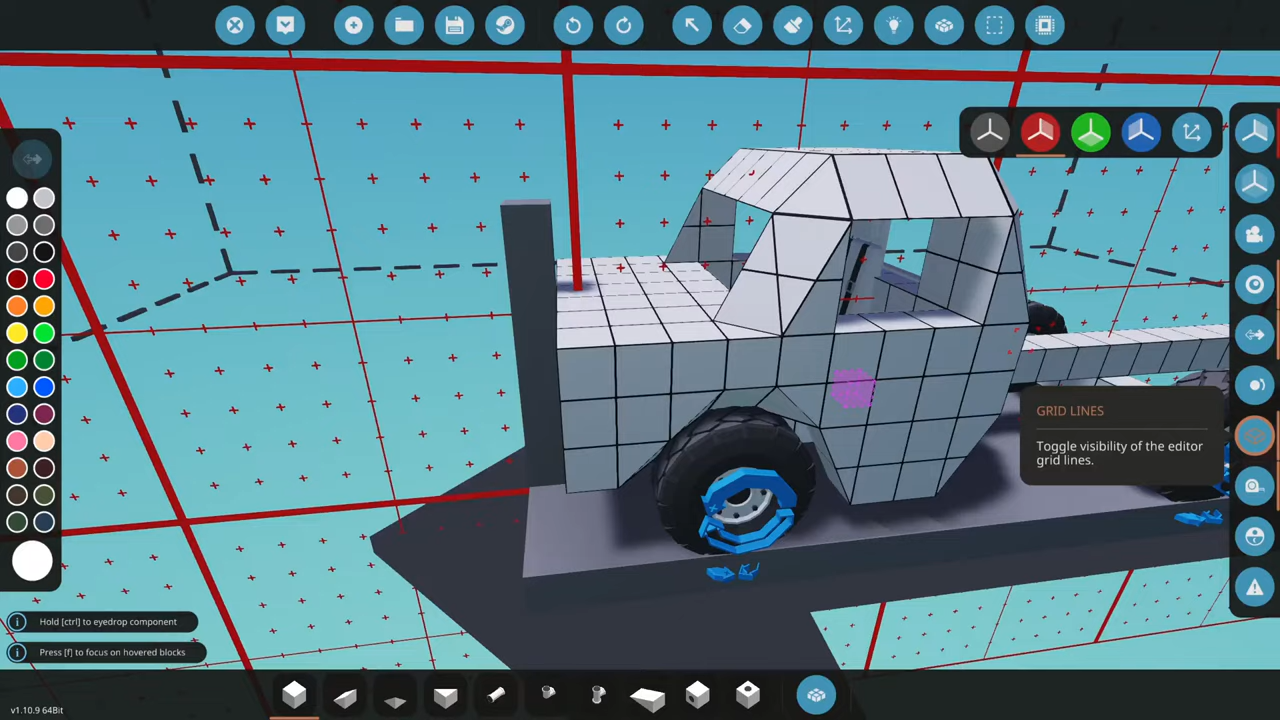 GRID LINES
Toggle visibility of the editor
grid lines.
Hold [ctrl] to eyedrop component
Press [f] to focus on hovered blocks
v1.10.9 64Bit